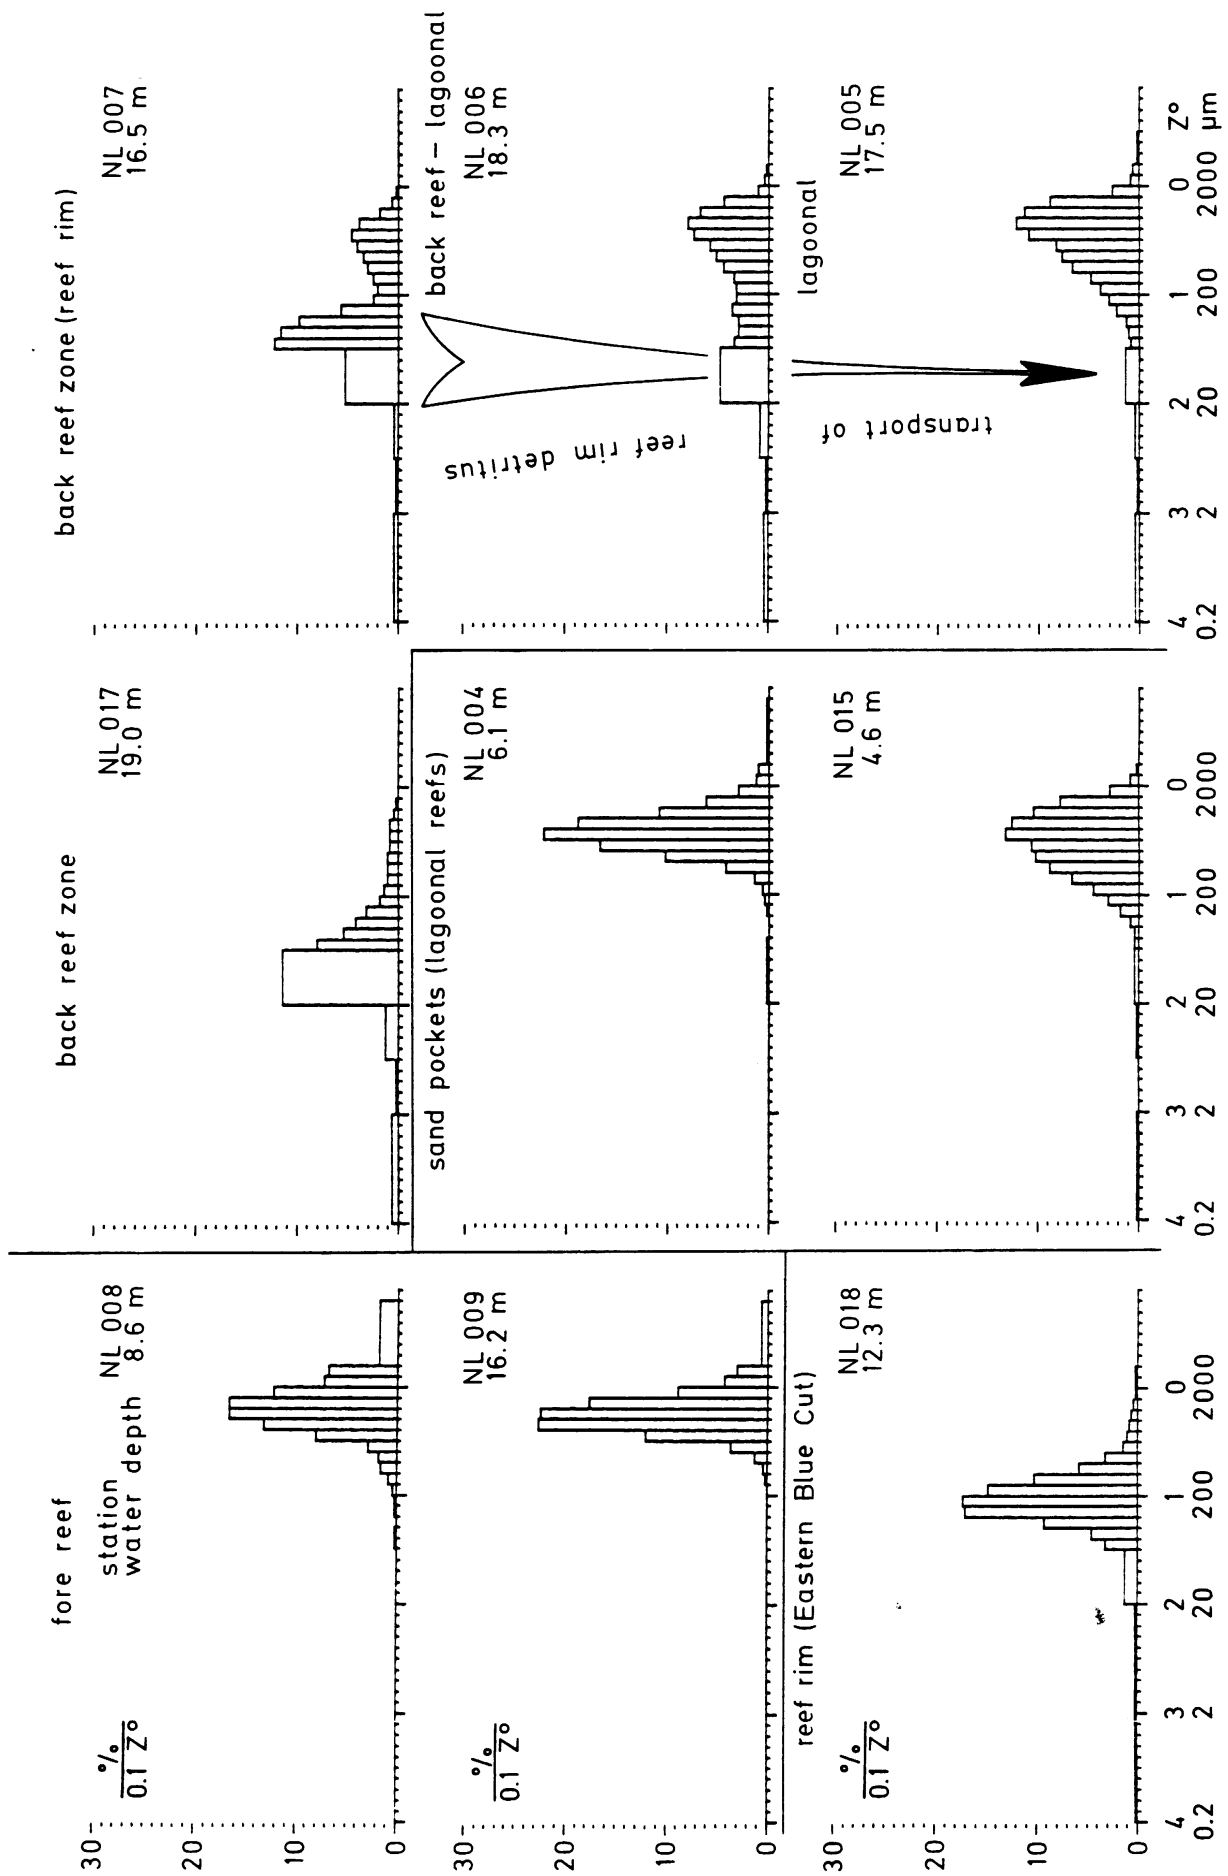 fore reef
station NL 008
water depth 8.6 m
%
0.1 Z°
30
20
10
0
back reef zone
NL 017
19.0 m
back reef zone (reef rim)
NL 007
16.5 m
NL 009
16.2 m
%
0.1 Z°
30
20
10
0
sand pockets (lagoonal reefs)
NL 004
6.1 m
back reef – lagoonal
NL 006
18.3 m
reef rim detritus
transport of
reef rim (Eastern Blue Cut)
NL 018
12.3 m
%
0.1 Z°
30
20
10
0
NL 015
4.6 m
lagoonal
NL 005
17.5 m
4 3 2 1 0 4 3 2 1 0 4 3 2 1 0 Z°
0.2 2 20 200 2000 0.2 2 20 200 2000 0.2 2 20 200 2000 µm